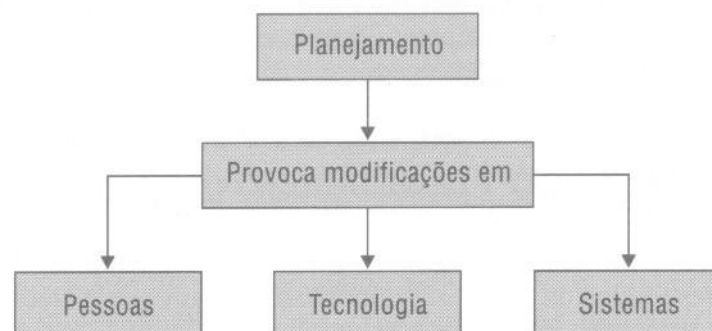 Planejamento
Provoca modificações em
Pessoas
Tecnologia
Sistemas